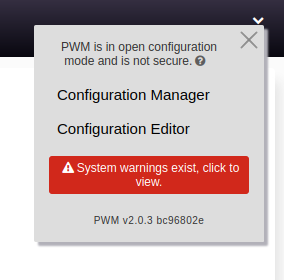 PWM is in open configuration
mode and is not secure.
Configuration Manager
Configuration Editor
System warnings exist, click to
view.
PWM v2.0.3 bc96802e